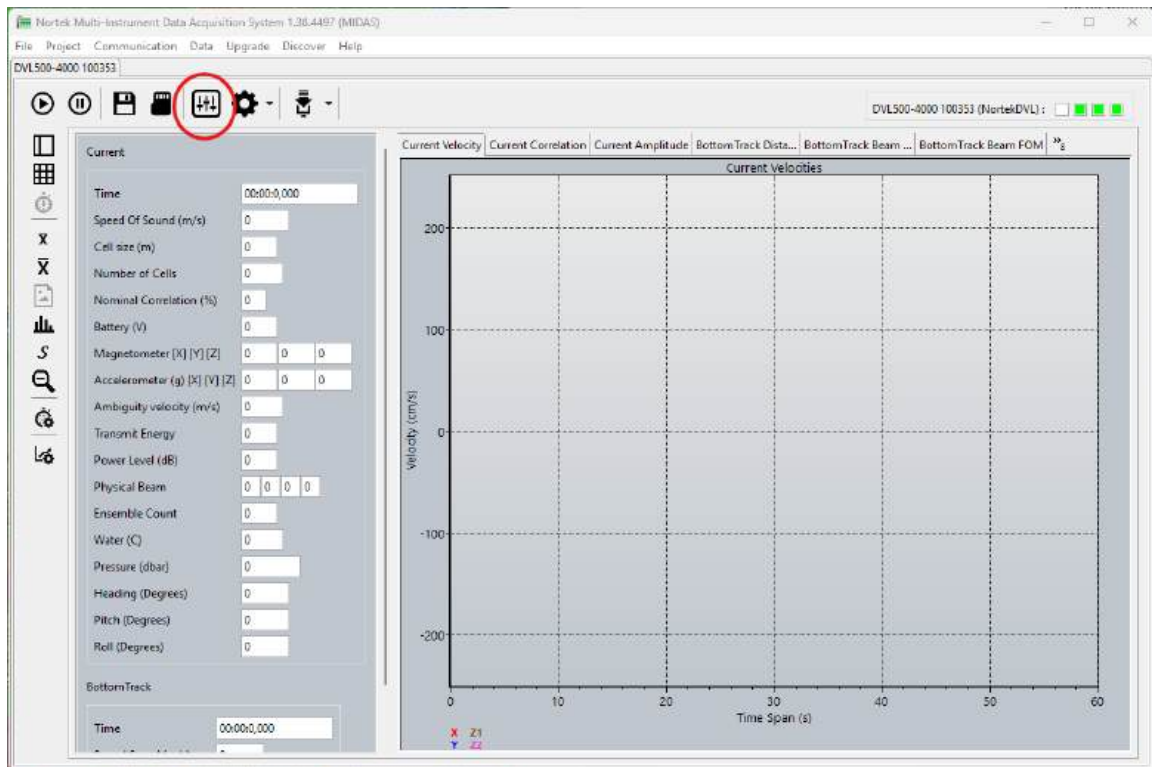 Nortek Multi-Instrument Data Acquisition System 1.38.4497 (MIDAS)
File Project Communication Data Upgrade Discover Help
DVL500-4000 100353
DVL500-4000 100353 (NortekDVL) :
Current
Time 00:00:0,000
Speed Of Sound (m/s) 0
Cell size (m) 0
Number of Cells 0
Nominal Correlation (%) 0
Battery (V) 0
Magnetometer [X] [Y] [Z] 0 0 0
Accelerometer (g) [X] [Y] [Z] 0 0 0
Ambiguity velocity (m/s) 0
Transmit Energy 0
Power Level (dB) 0
Physical Beam 0 0 0 0
Ensemble Count 0
Water (C) 0
Pressure (dbar) 0
Heading (Degrees) 0
Pitch (Degrees) 0
Roll (Degrees) 0
BottomTrack
Time 00:00:0,000
x
x̄
S
Current Velocity Current Correlation Current Amplitude BottomTrack Dista... BottomTrack Beam ... BottomTrack Beam FOM »8
Current Velocities
200
100
0
-100
-200
Velocity (cm/s)
0 10 20 30 40 50 60
Time Span (s)
X Z1
Y Z2